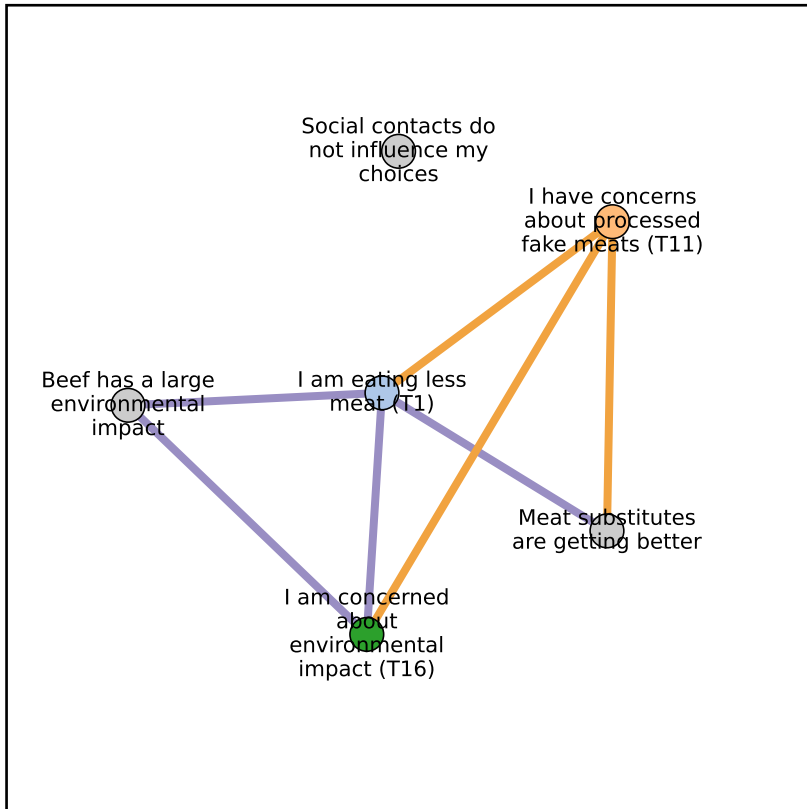 Social contacts do
not influence my
choices
I have concerns
about processed
fake meats (T11)
Beef has a large
environmental
impact
I am eating less
meat (T1)
Meat substitutes
are getting better
I am concerned
about
environmental
impact (T16)